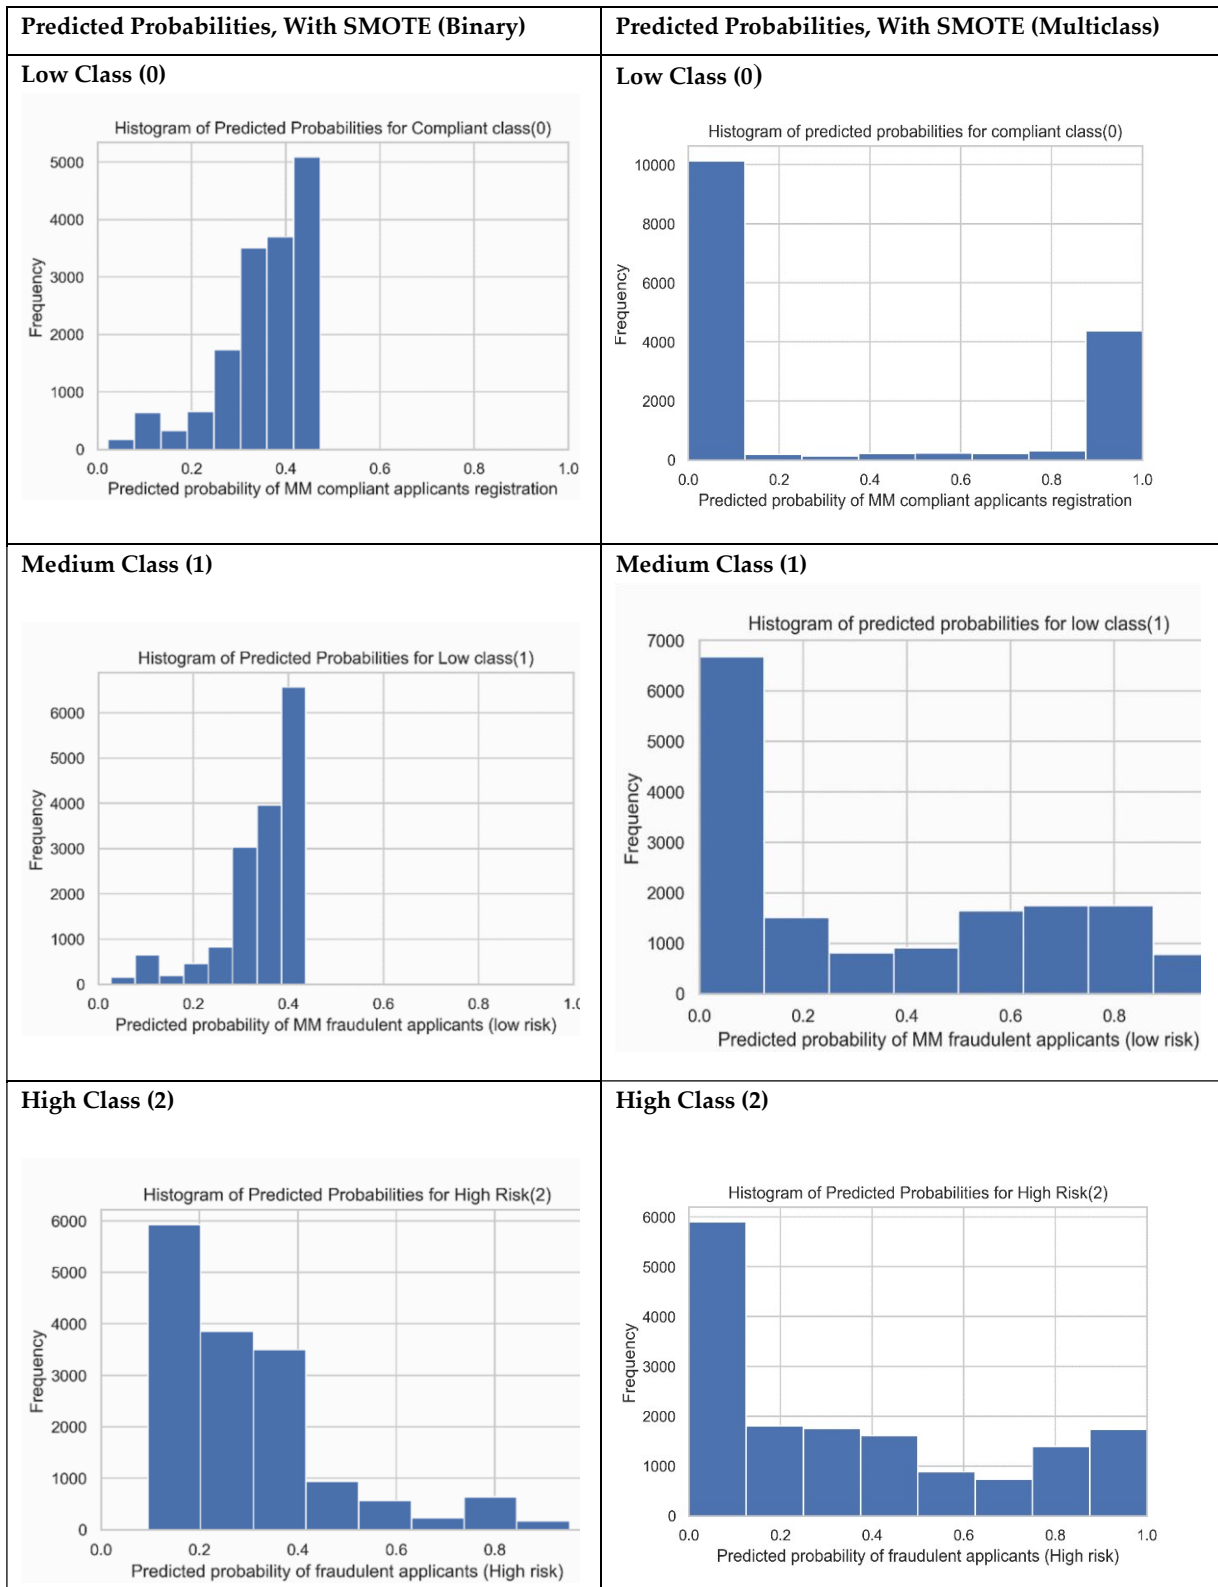 Predicted Probabilities, With SMOTE (Binary)
Predicted Probabilities, With SMOTE (Multiclass)
Low Class (0)
Histogram of Predicted Probabilities for Compliant class(0)
5000
4000
3000
2000
1000
0
Frequency
0.0 0.2 0.4 0.6 0.8 1.0
Predicted probability of MM compliant applicants registration
Low Class (0)
Histogram of predicted probabilities for compliant class(0)
10000
8000
6000
4000
2000
0
Frequency
0.0 0.2 0.4 0.6 0.8 1.0
Predicted probability of MM compliant applicants registration
Medium Class (1)
Histogram of Predicted Probabilities for Low class(1)
6000
5000
4000
3000
2000
1000
0
Frequency
0.0 0.2 0.4 0.6 0.8 1.0
Predicted probability of MM fraudulent applicants (low risk)
Medium Class (1)
Histogram of predicted probabilities for low class(1)
7000
6000
5000
4000
3000
2000
1000
0
Frequency
0.0 0.2 0.4 0.6 0.8
Predicted probability of MM fraudulent applicants (low risk)
High Class (2)
Histogram of Predicted Probabilities for High Risk(2)
6000
5000
4000
3000
2000
1000
0
Frequency
0.0 0.2 0.4 0.6 0.8
Predicted probability of fraudulent applicants (High risk)
High Class (2)
Histogram of Predicted Probabilities for High Risk(2)
6000
5000
4000
3000
2000
1000
0
Frequency
0.0 0.2 0.4 0.6 0.8 1.0
Predicted probability of fraudulent applicants (High risk)